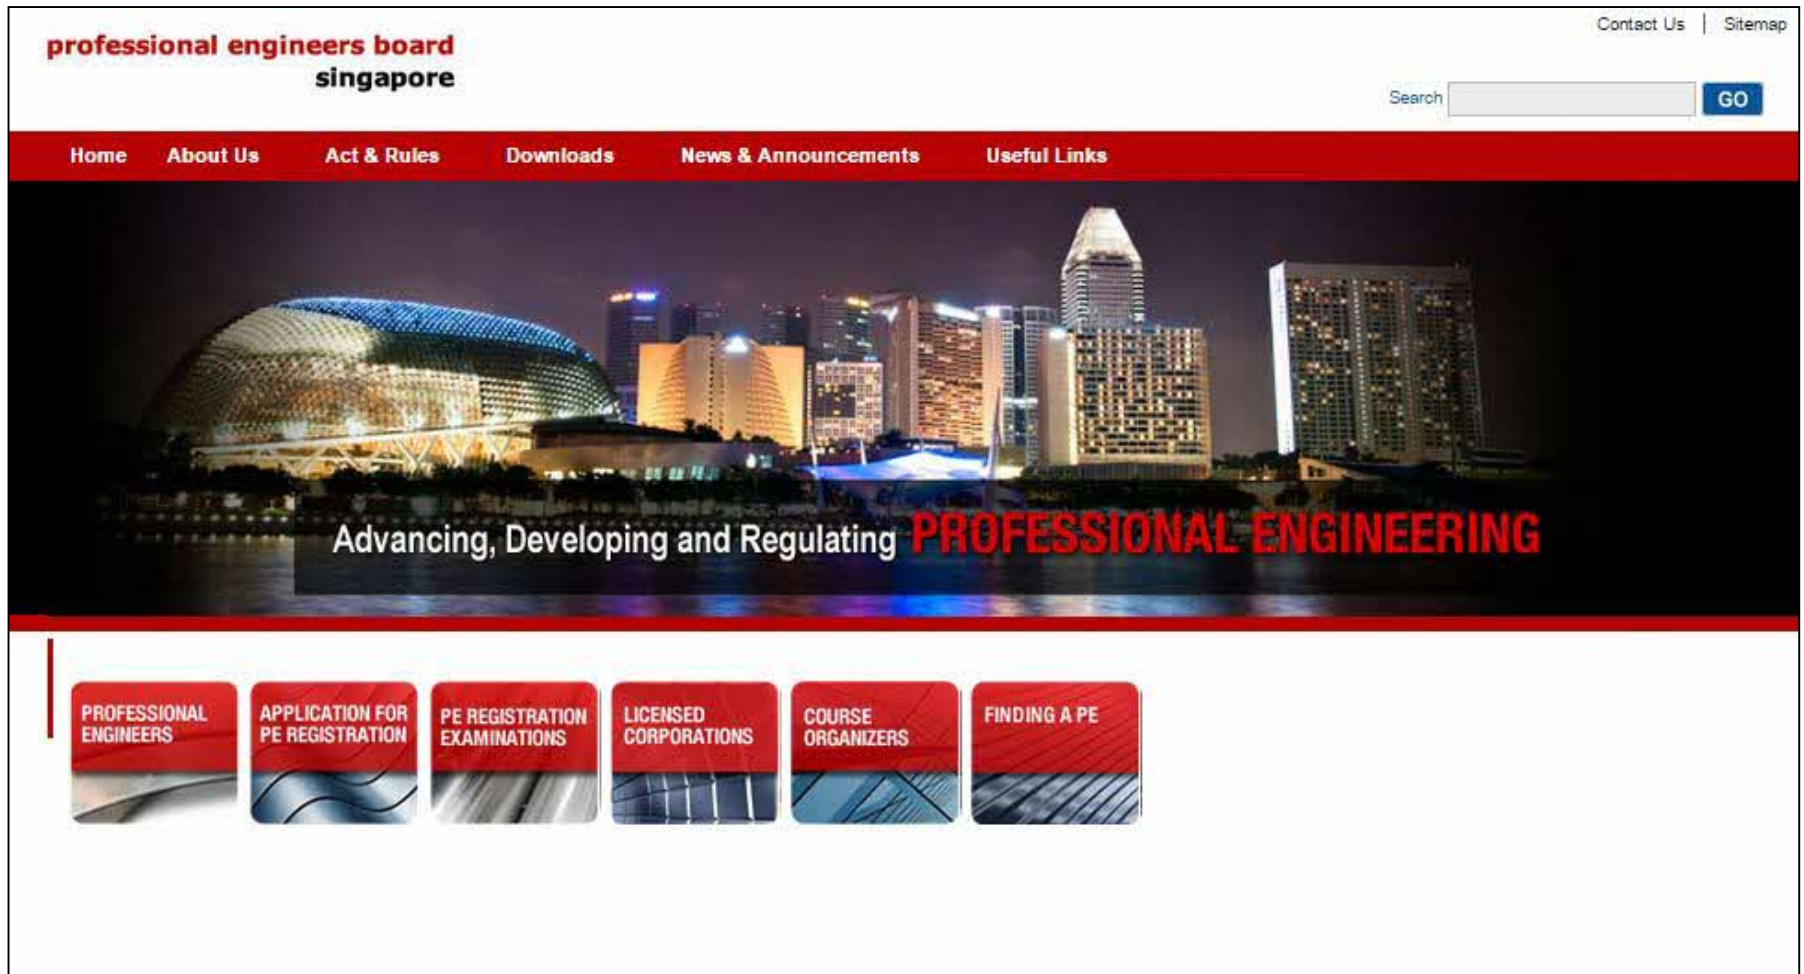 Contact Us | Sitemap
professional engineers board
singapore
Search GO
Home About Us Act & Rules Downloads News & Announcements Useful Links
Advancing, Developing and Regulating PROFESSIONAL ENGINEERING
PROFESSIONAL
ENGINEERS
APPLICATION FOR
PE REGISTRATION
PE REGISTRATION
EXAMINATIONS
LICENSED
CORPORATIONS
COURSE
ORGANIZERS
FINDING A PE